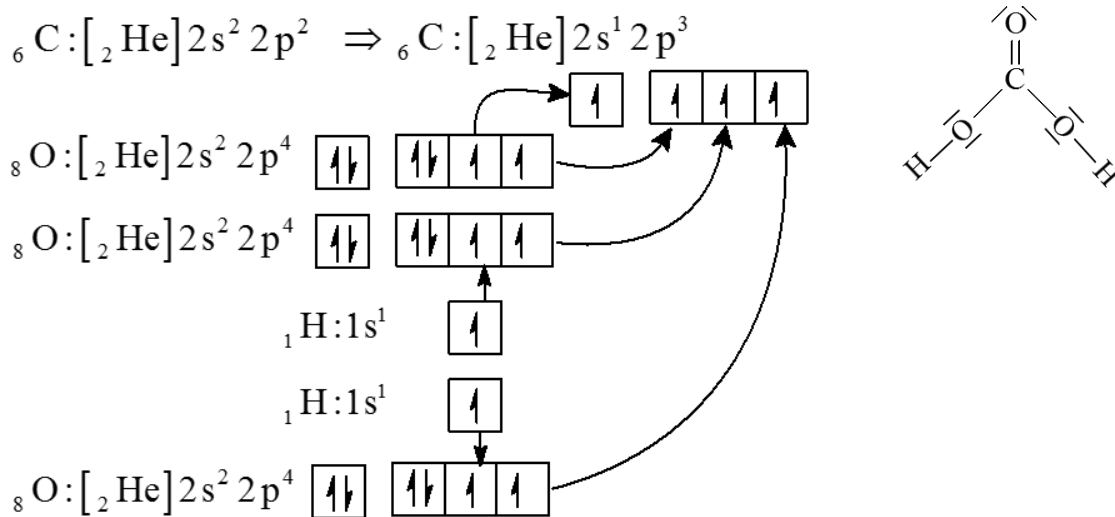 ₆C:[₂He]2s² 2p² ⇒ ₆C:[₂He]2s¹ 2p³
₈O:[₂He]2s² 2p⁴
₈O:[₂He]2s² 2p⁴
₁H:1s¹
₁H:1s¹
₈O:[₂He]2s² 2p⁴
O
C
O O
H H